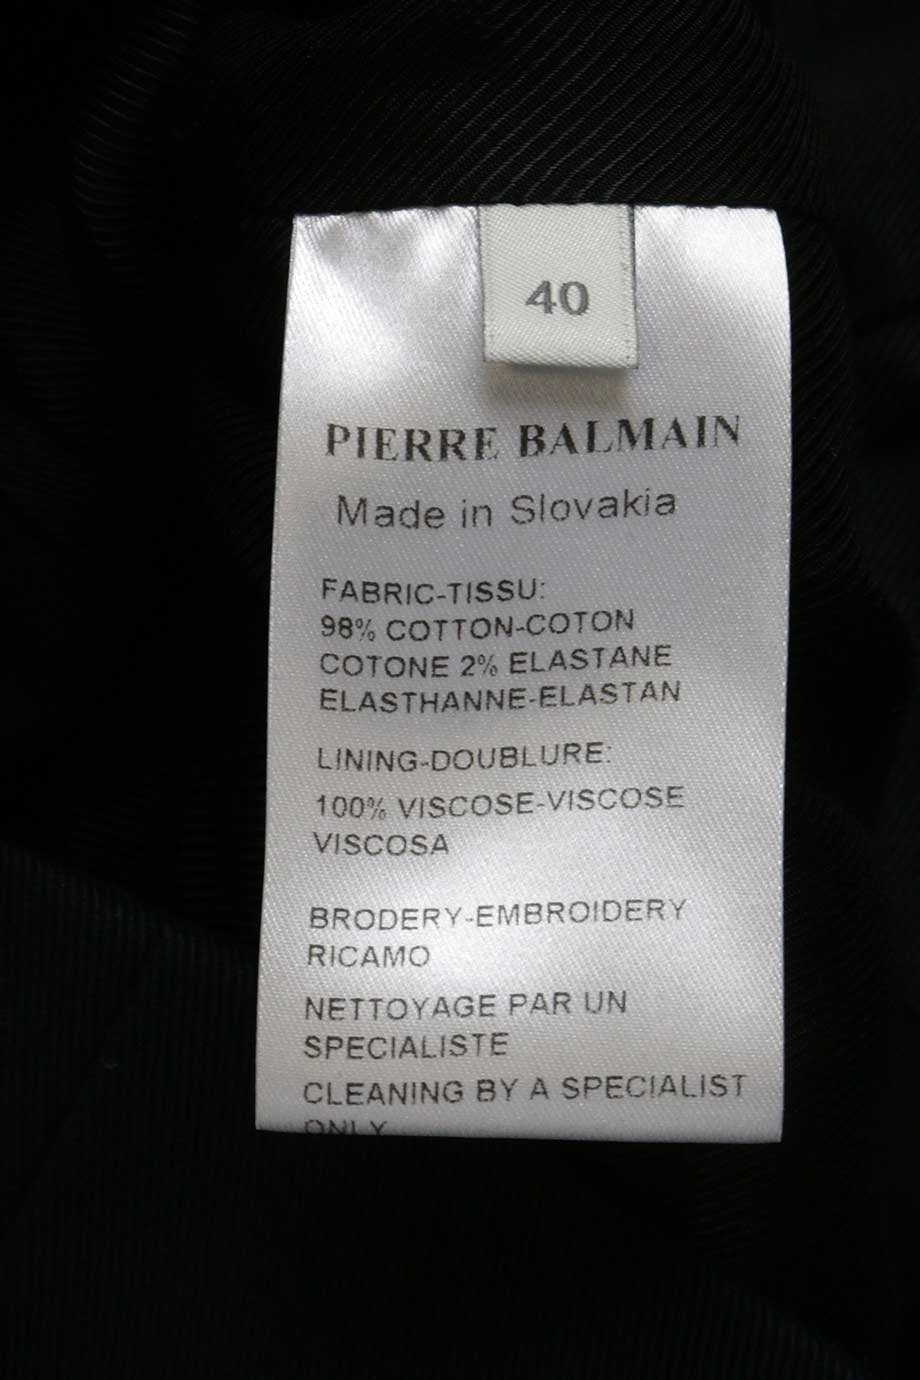 40
PIERRE BALMAIN
Made in Slovakia
FABRIC-TISSU:
98% COTTON-COTON
COTONE 2% ELASTANE
ELASTHANNE-ELASTAN
LINING-DOUBLURE:
100% VISCOSE-VISCOSE
VISCOSA
BRODERY-EMBROIDERY
RICAMO
NETTOYAGE PAR UN
SPECIALISTE
CLEANING BY A SPECIALIST
ONLY